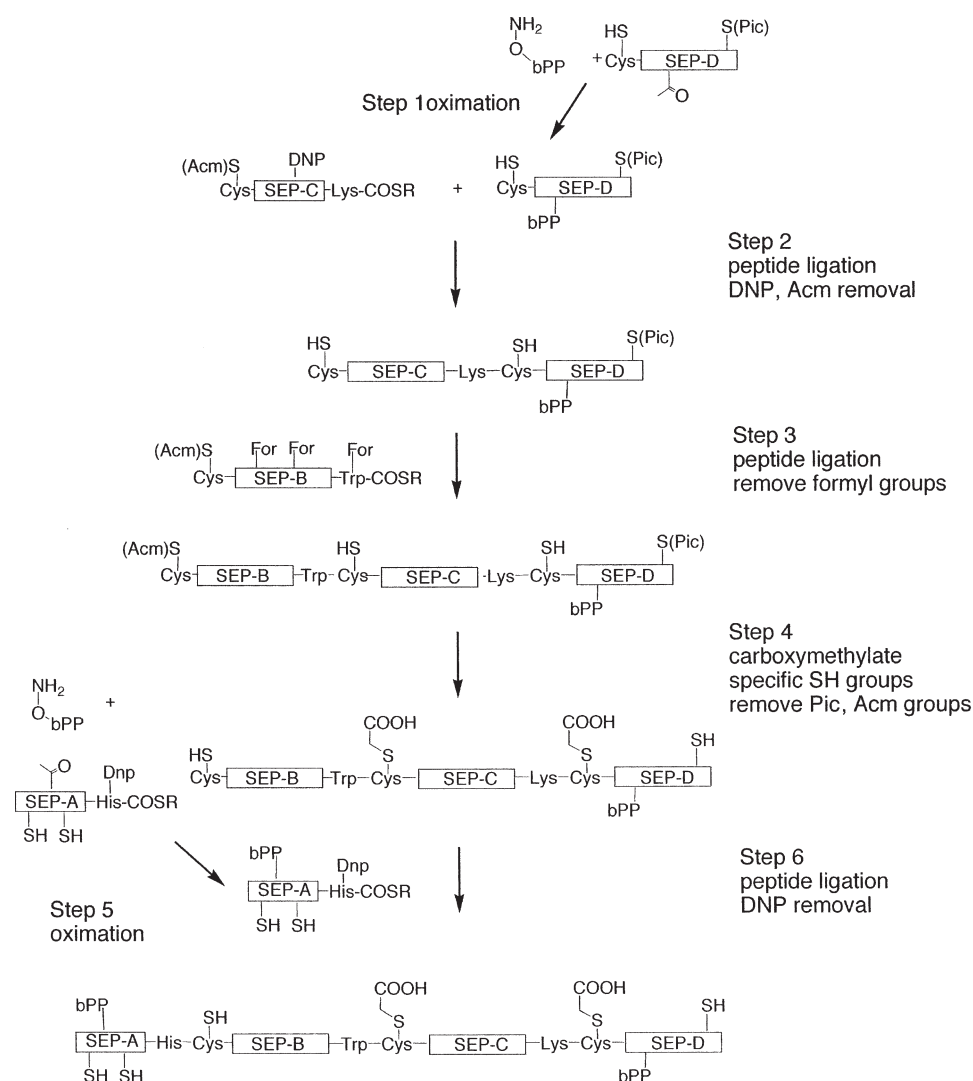 NH2
O
bPP
+
HS
Cys
SEP-D
S(Pic)
O
Step 1oximation
(Acm)S
DNP
Cys
SEP-C
Lys-COSR
+
HS
S(Pic)
Cys
SEP-D
bPP
Step 2
peptide ligation
DNP, Acm removal
HS
SH
S(Pic)
Cys
SEP-C
Lys
Cys
SEP-D
bPP
Step 3
peptide ligation
remove formyl groups
(Acm)S
For
For
For
Cys
SEP-B
Trp-COSR
(Acm)S
HS
SH
S(Pic)
Cys
SEP-B
Trp
Cys
SEP-C
Lys
Cys
SEP-D
bPP
Step 4
carboxymethylate
specific SH groups
remove Pic, Acm groups
NH2
O
bPP
+
O
Dnp
SEP-A
His-COSR
SH
SH
COOH
COOH
HS
S
S
SH
Cys
SEP-B
Trp
Cys
SEP-C
Lys
Cys
SEP-D
bPP
Step 5
oximation
bPP
Dnp
SEP-A
His-COSR
SH
SH
Step 6
peptide ligation
DNP removal
COOH
COOH
bPP
SH
S
S
SH
SEP-A
His
Cys
SEP-B
Trp
Cys
SEP-C
Lys
Cys
SEP-D
SH
SH
bPP